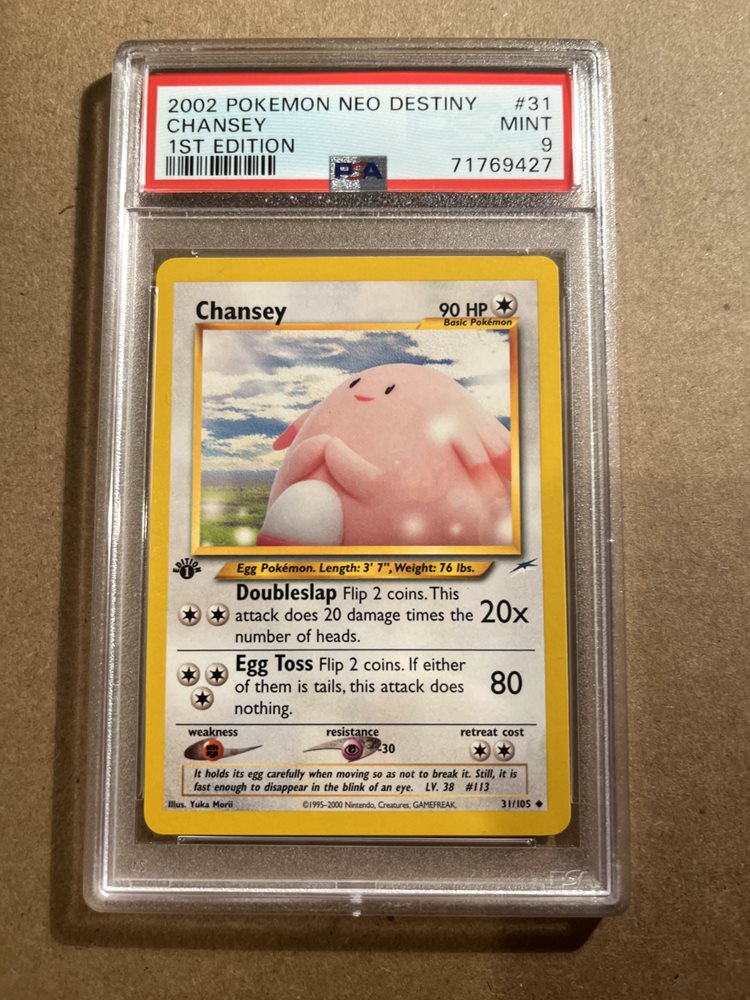 2002 POKEMON NEO DESTINY #31
CHANSEY MINT
1ST EDITION 9
PSA 71769427
Chansey 90 HP
Basic Pokémon
EDITION 1
Egg Pokémon. Length: 3' 7", Weight: 76 lbs.
Doubleslap Flip 2 coins. This
attack does 20 damage times the 20x
number of heads.
Egg Toss Flip 2 coins. If either
of them is tails, this attack does 80
nothing.
weakness resistance retreat cost
-30
It holds its egg carefully when moving so as not to break it. Still, it is
fast enough to disappear in the blink of an eye. LV. 38 #113
Illus. Yuka Morii ©1995-2000 Nintendo, Creatures, GAMEFREAK. 31/105
PSA